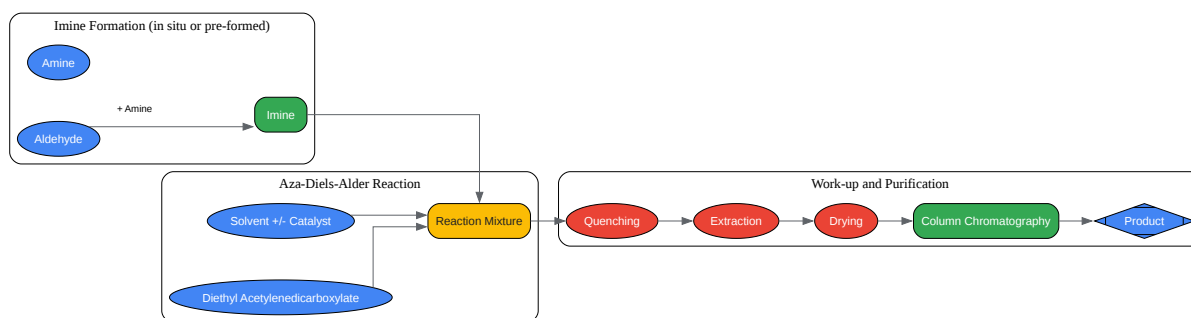 Imine Formation (in situ or pre-formed)
Amine
+ Amine
Imine
Aldehyde
Aza-Diels-Alder Reaction
Solvent +/- Catalyst
Reaction Mixture
Diethyl Acetylenedicarboxylate
Work-up and Purification
Quenching
Extraction
Drying
Column Chromatography
Product